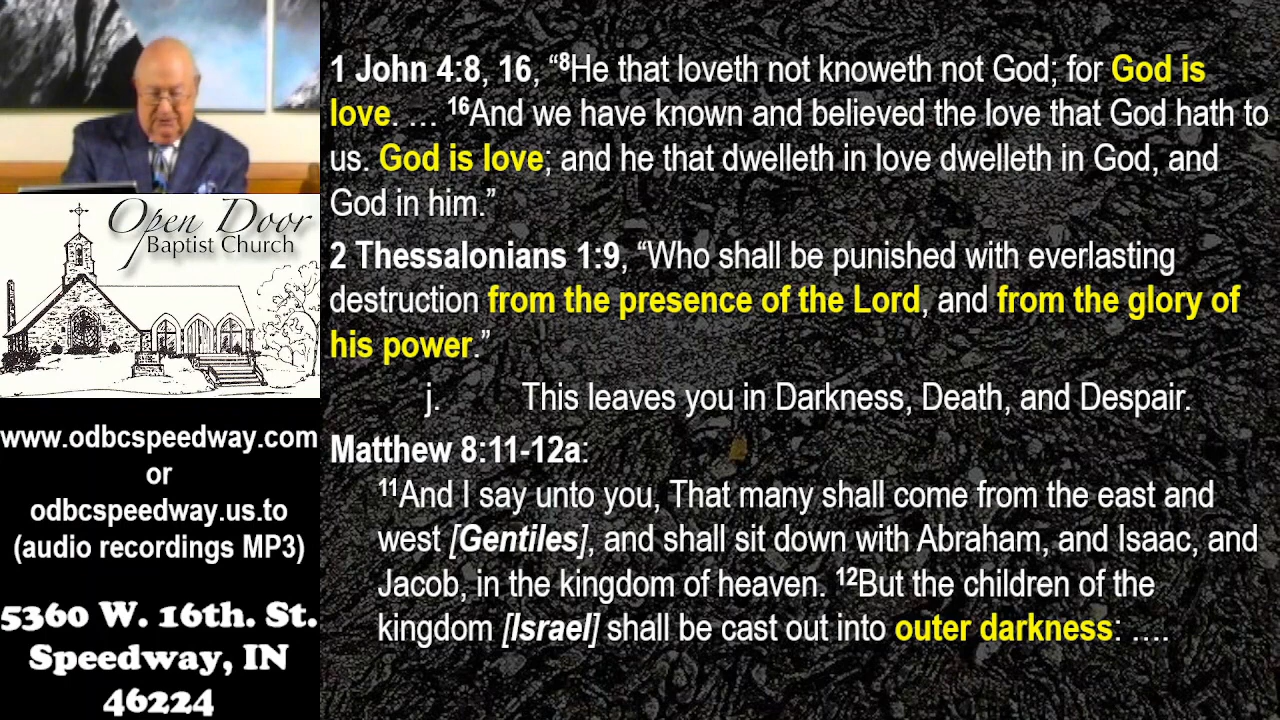 Open Door
Baptist Church
www.odbcspeedway.com
or
odbcspeedway.us.to
(audio recordings MP3)
5360 W. 16th. St.
Speedway, IN
46224
1 John 4:8, 16, “⁸He that loveth not knoweth not God; for God is
love. … ¹⁶And we have known and believed the love that God hath to
us. God is love; and he that dwelleth in love dwelleth in God, and
God in him.”
2 Thessalonians 1:9, “Who shall be punished with everlasting
destruction from the presence of the Lord, and from the glory of
his power.”
j. This leaves you in Darkness, Death, and Despair.
Matthew 8:11-12a:
¹¹And I say unto you, That many shall come from the east and
west [Gentiles], and shall sit down with Abraham, and Isaac, and
Jacob, in the kingdom of heaven. ¹²But the children of the
kingdom [Israel] shall be cast out into outer darkness: ….